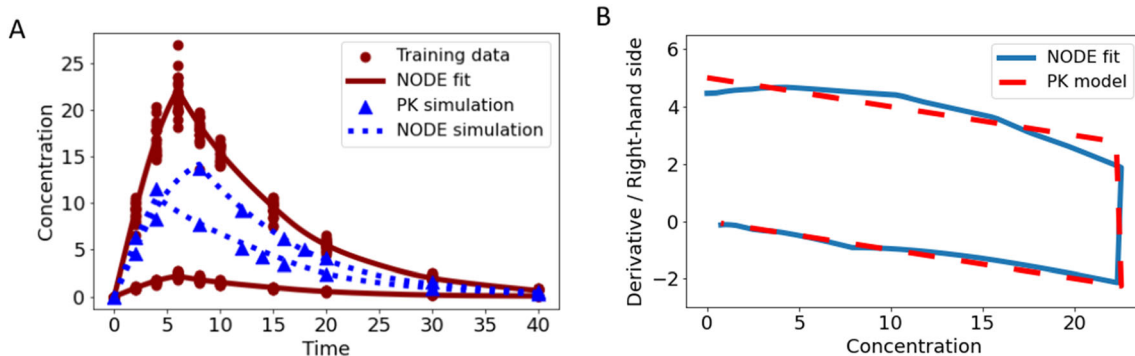 A
Concentration
25
20
15
10
5
0
Training data
NODE fit
PK simulation
NODE simulation
0 5 10 15 20 25 30 35 40
Time
B
Derivative / Right-hand side
6
4
2
0
−2
NODE fit
PK model
0 5 10 15 20
Concentration